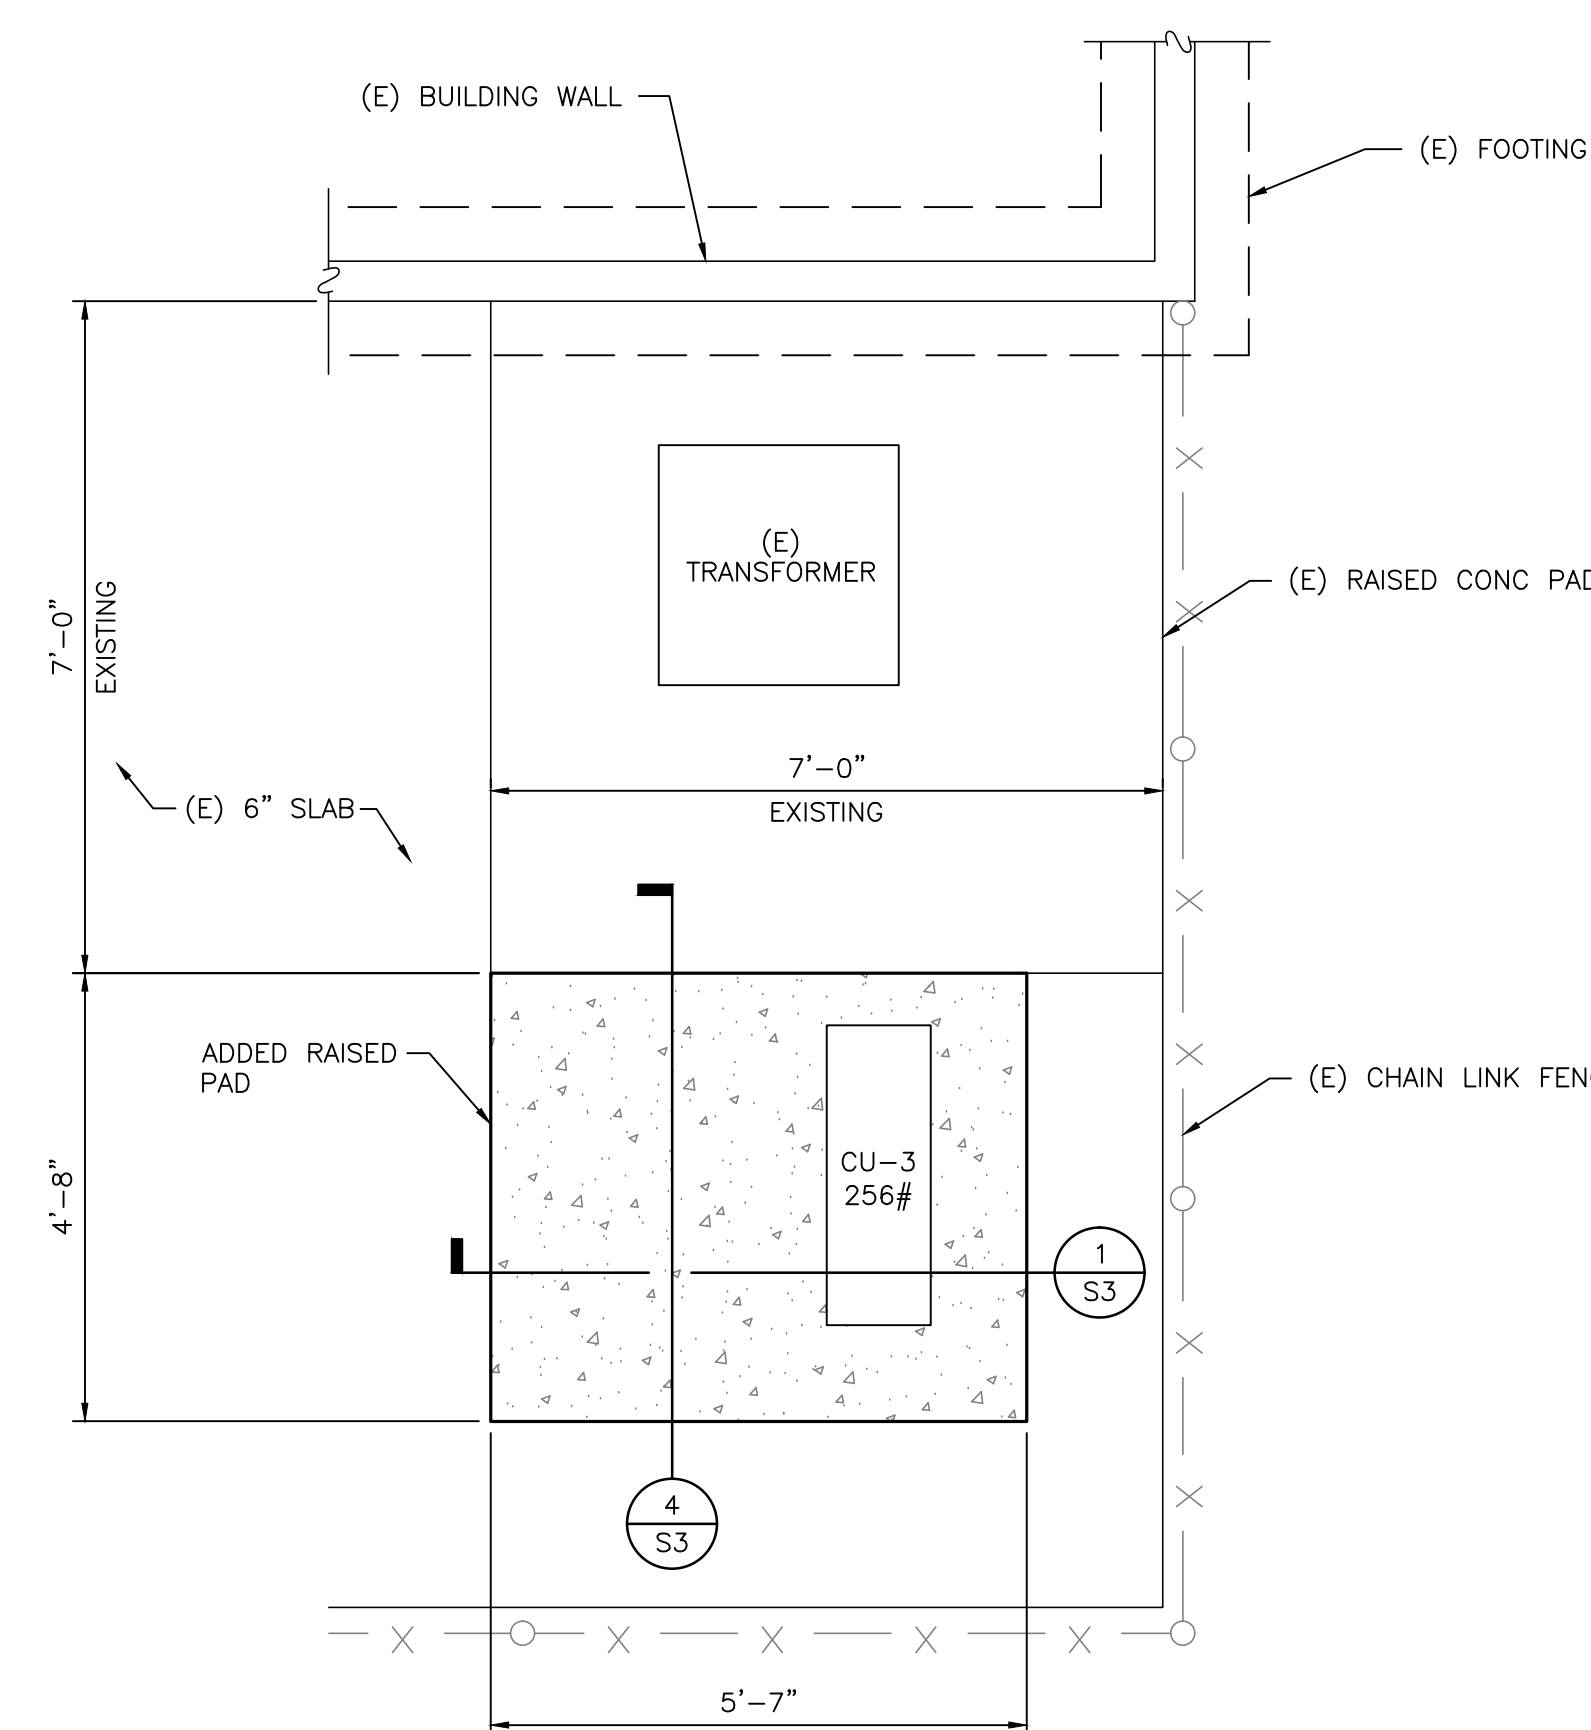 (E) BUILDING WALL
(E) FOOTING
(E)
TRANSFORMER
(E) RAISED CONC PAD
7'-0"
EXISTING
7'-0"
EXISTING
(E) 6" SLAB
ADDED RAISED
PAD
(E) CHAIN LINK
4'-8"
CU-3
256#
1
S3
4
S3
5'-7"